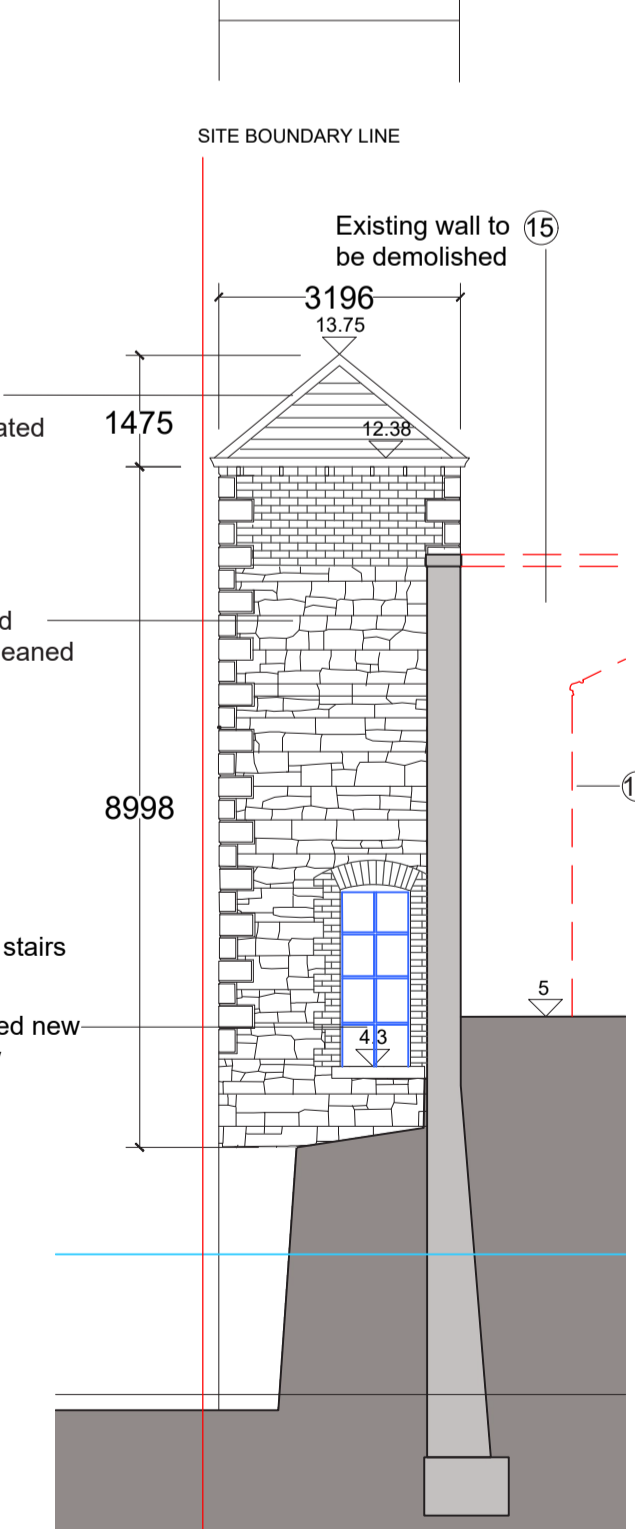 SITE BOUNDARY LINE
Existing wall to
be demolished
15
3196
13.75
ated
1475
12.38
d
eaned
8998
stairs
5
ed new
4.3